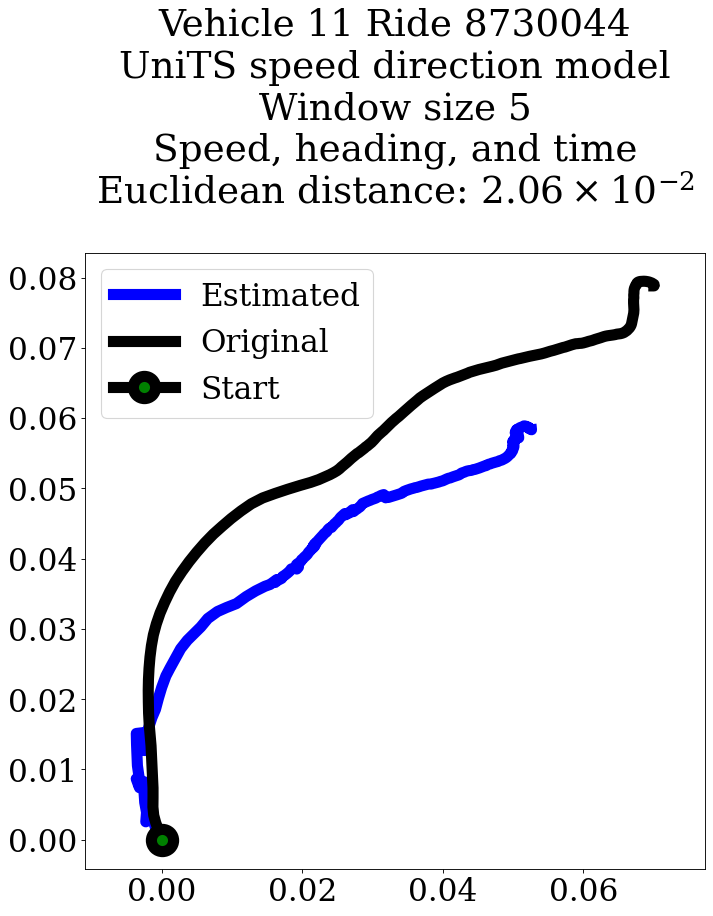 Vehicle 11 Ride 8730044
UniTS speed direction model
Window size 5
Speed, heading, and time
Euclidean distance: 2.06 × 10⁻²
Estimated
Original
Start
0.08
0.07
0.06
0.05
0.04
0.03
0.02
0.01
0.00
0.00 0.02 0.04 0.06